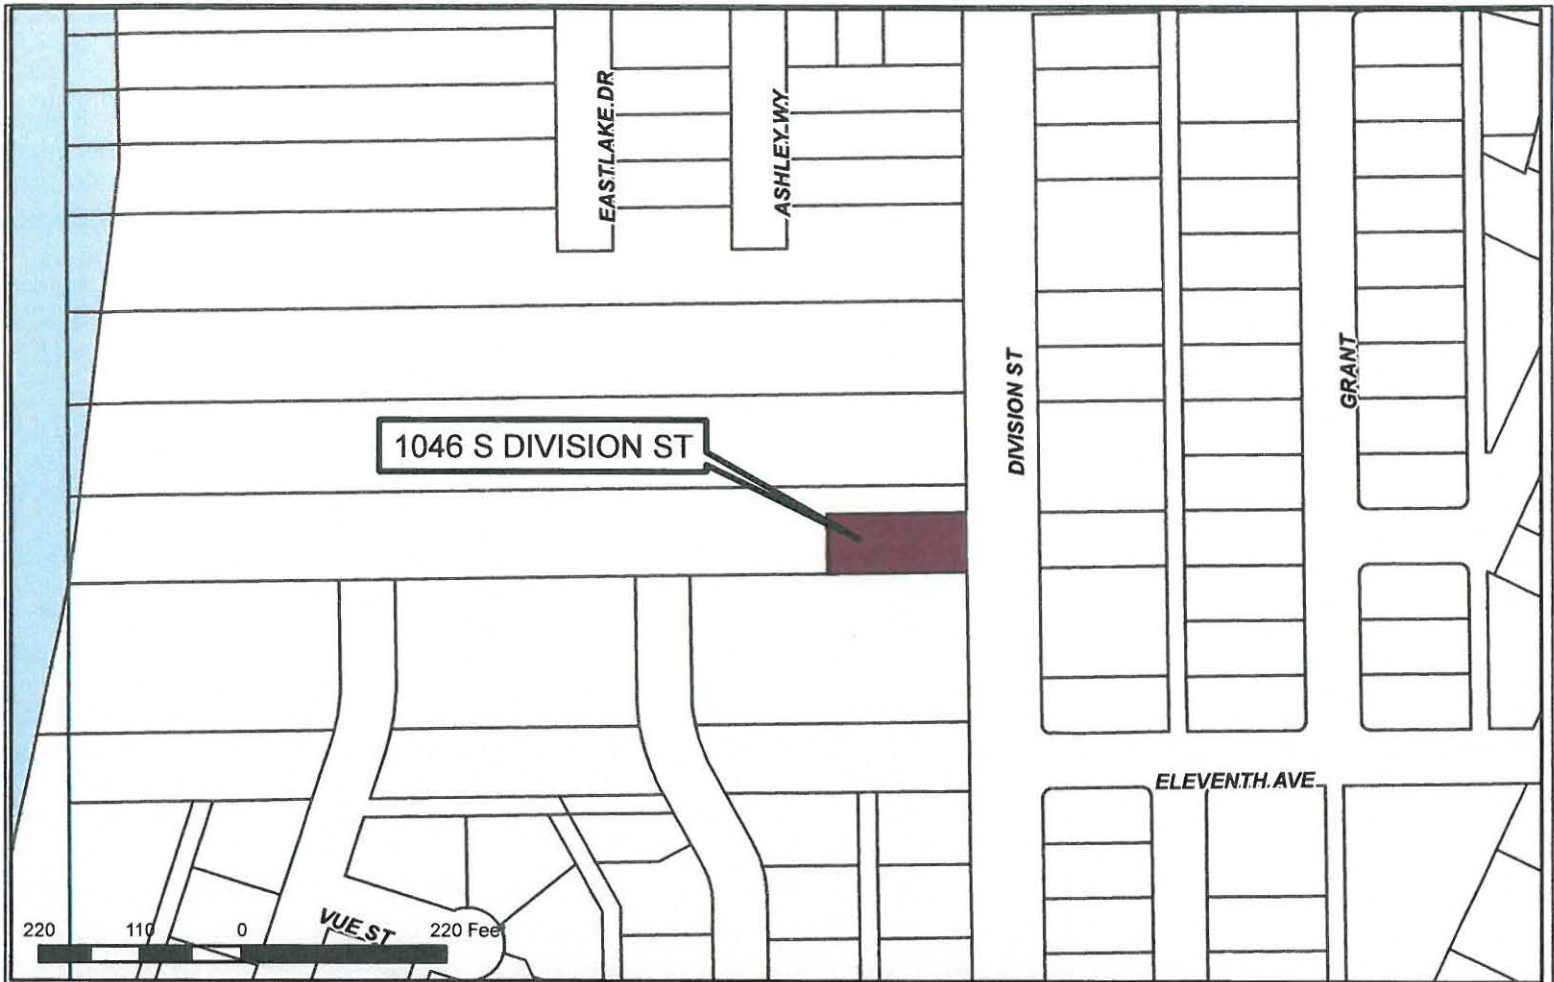 EASTLAKE DR
ASHLEY WY
DIVISION ST
GRANT
1046 S DIVISION ST
ELEVENTH AVE
VUE ST
220 110 0 220 Feet